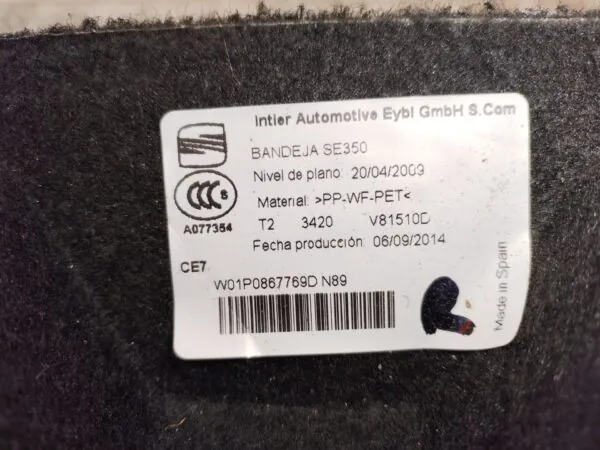 Intier Automotive Eybl GmbH S.Com
BANDEJA SE350
Nivel de plano: 20/04/2009
Material: >PP-WF-PET<
T2 3420 V81510D
Fecha producción: 06/09/2014
CCC S
A077354
CE7
W01P0867769D N89
Made in Spain